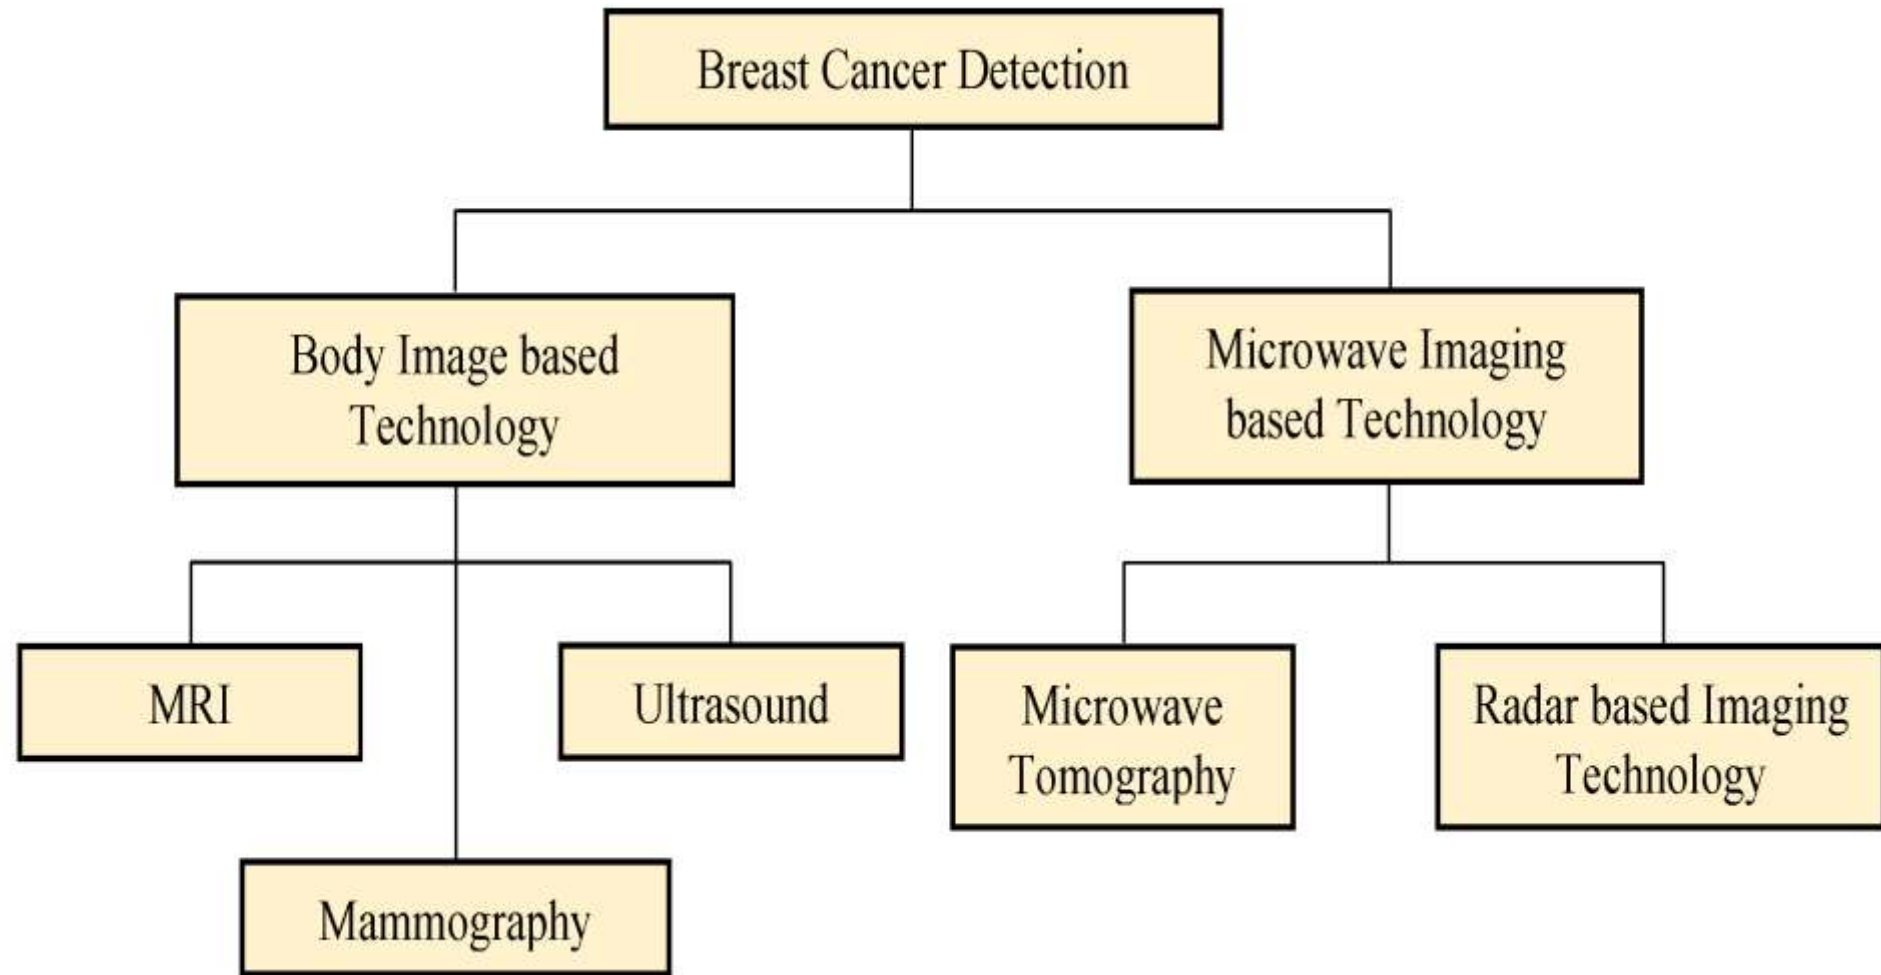 Breast Cancer Detection
Body Image based
Technology
Microwave Imaging
based Technology
MRI
Ultrasound
Microwave
Tomography
Radar based Imaging
Technology
Mammography